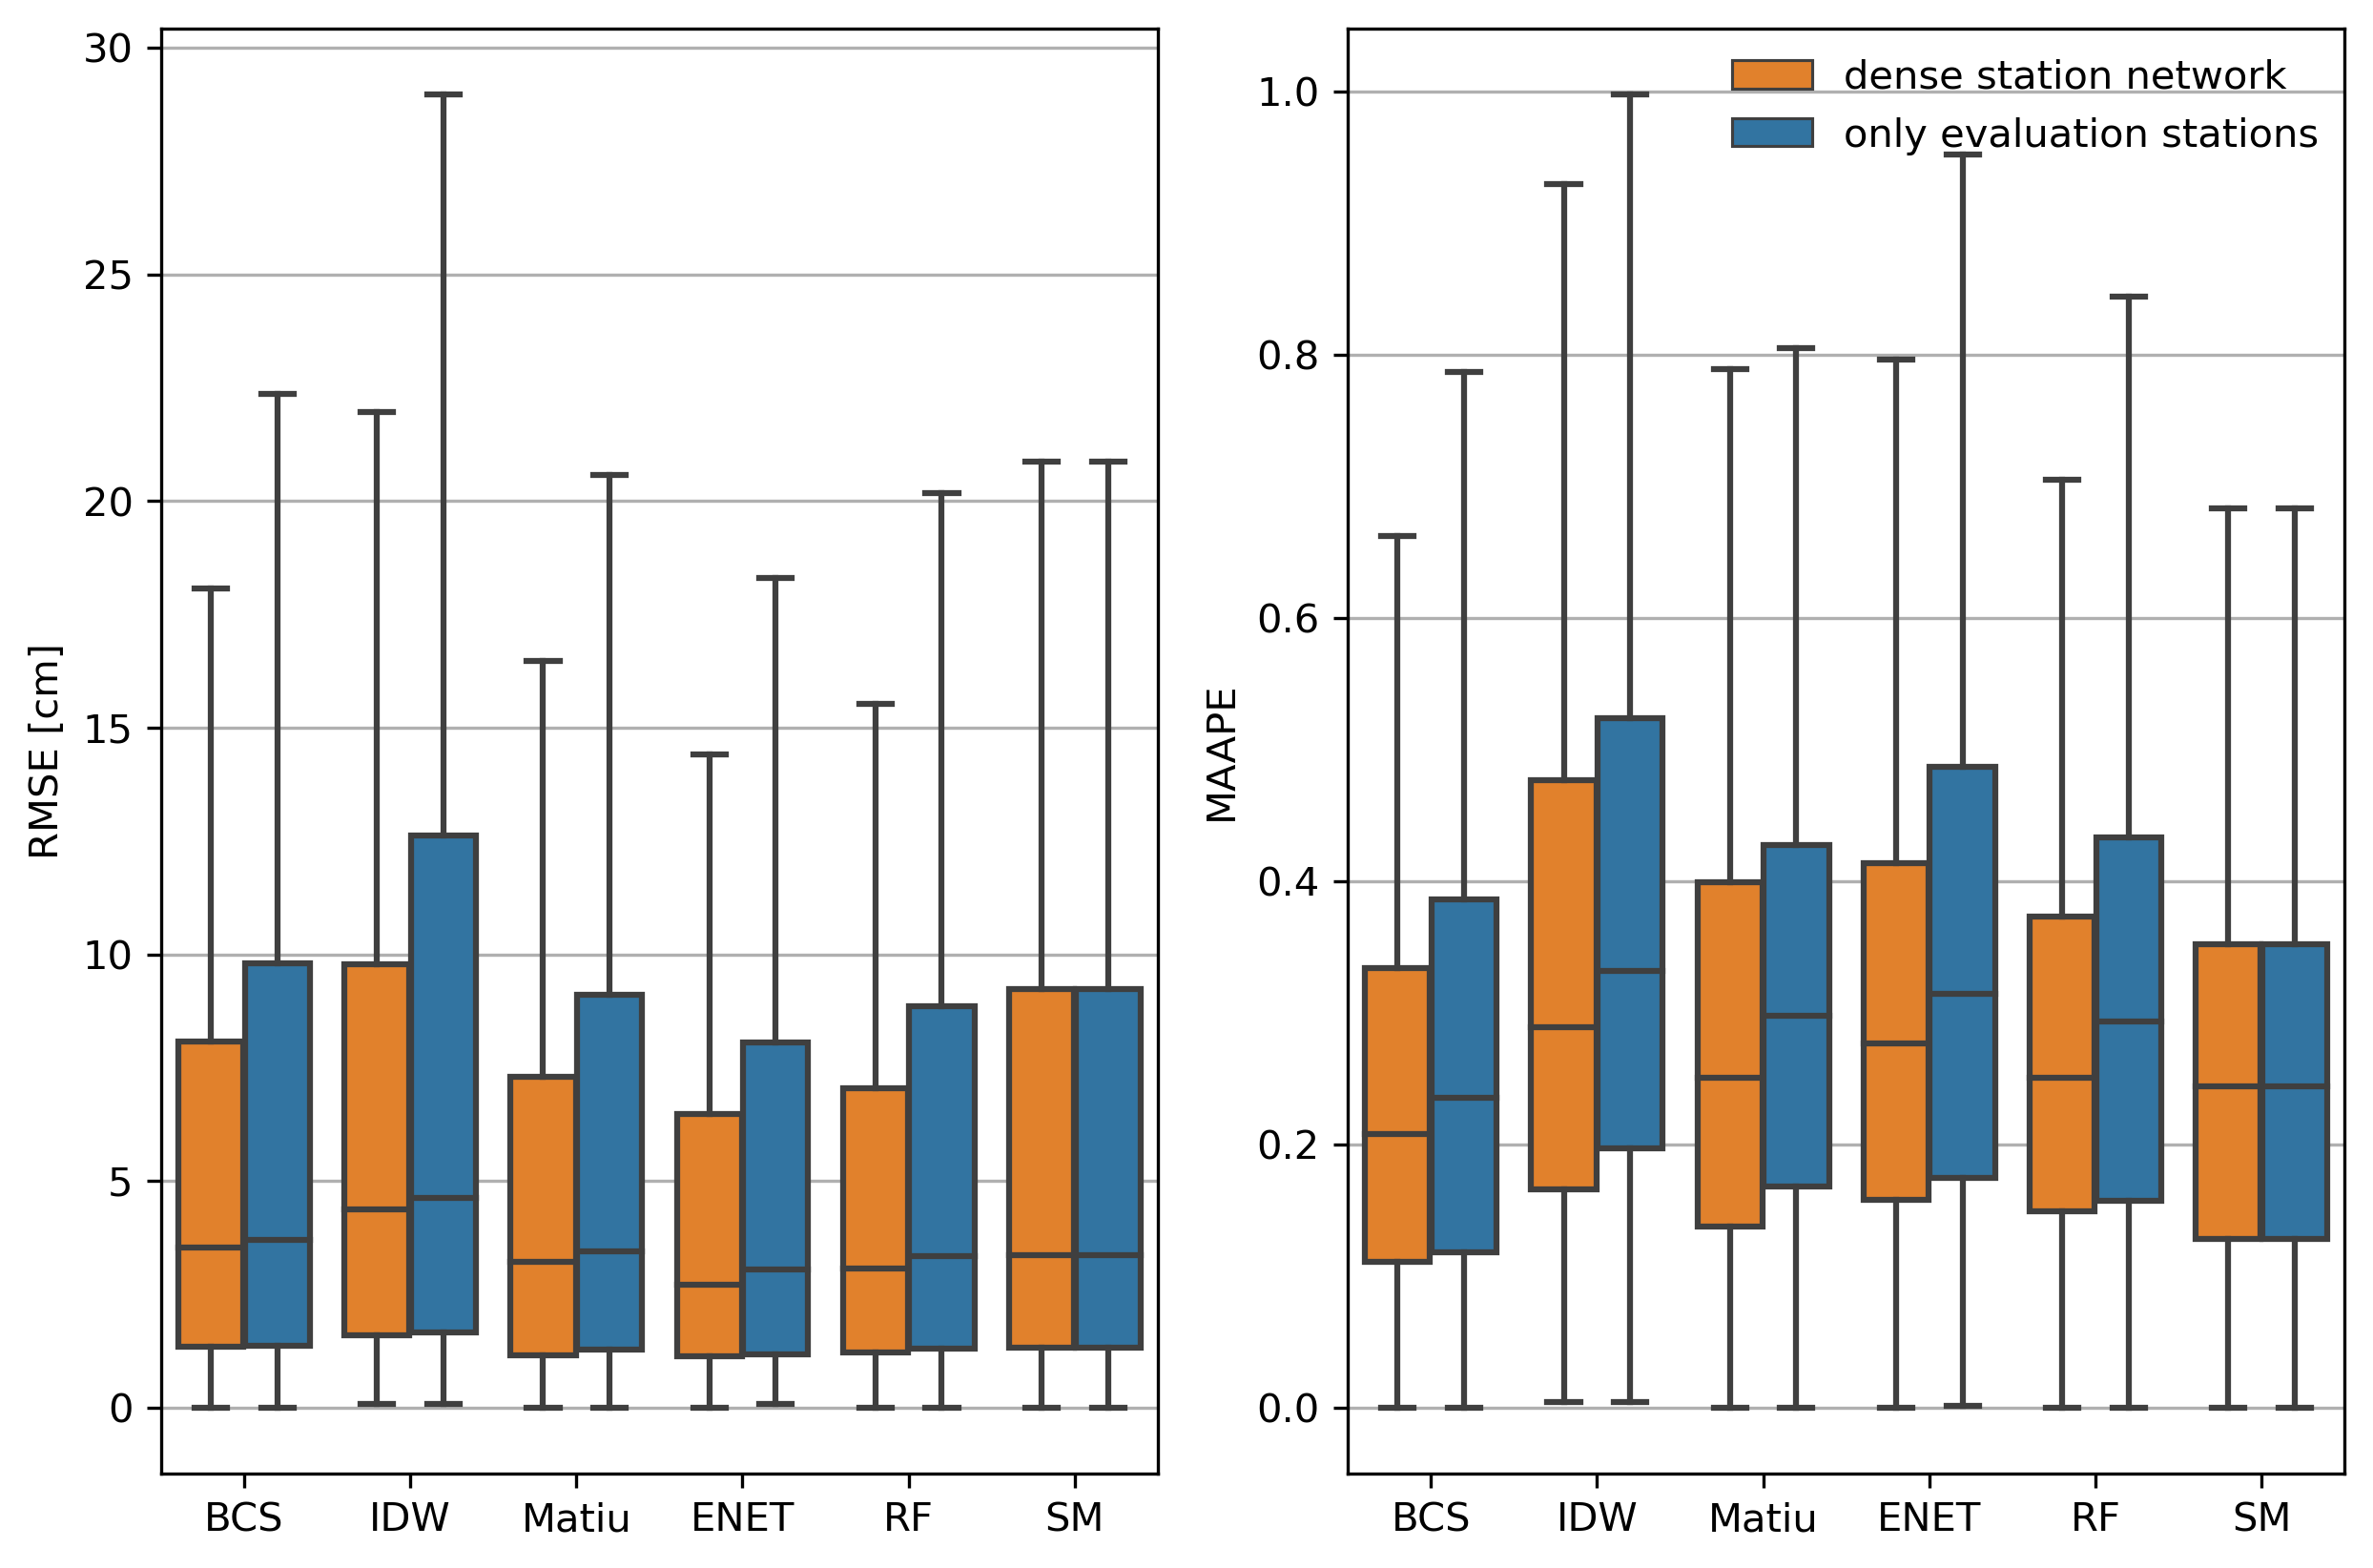 RMSE [cm]
30
25
20
15
10
5
0
BCS IDW Matiu ENET RF SM
MAAPE
1.0
0.8
0.6
0.4
0.2
0.0
dense station network
only evaluation stations
BCS IDW Matiu ENET RF SM